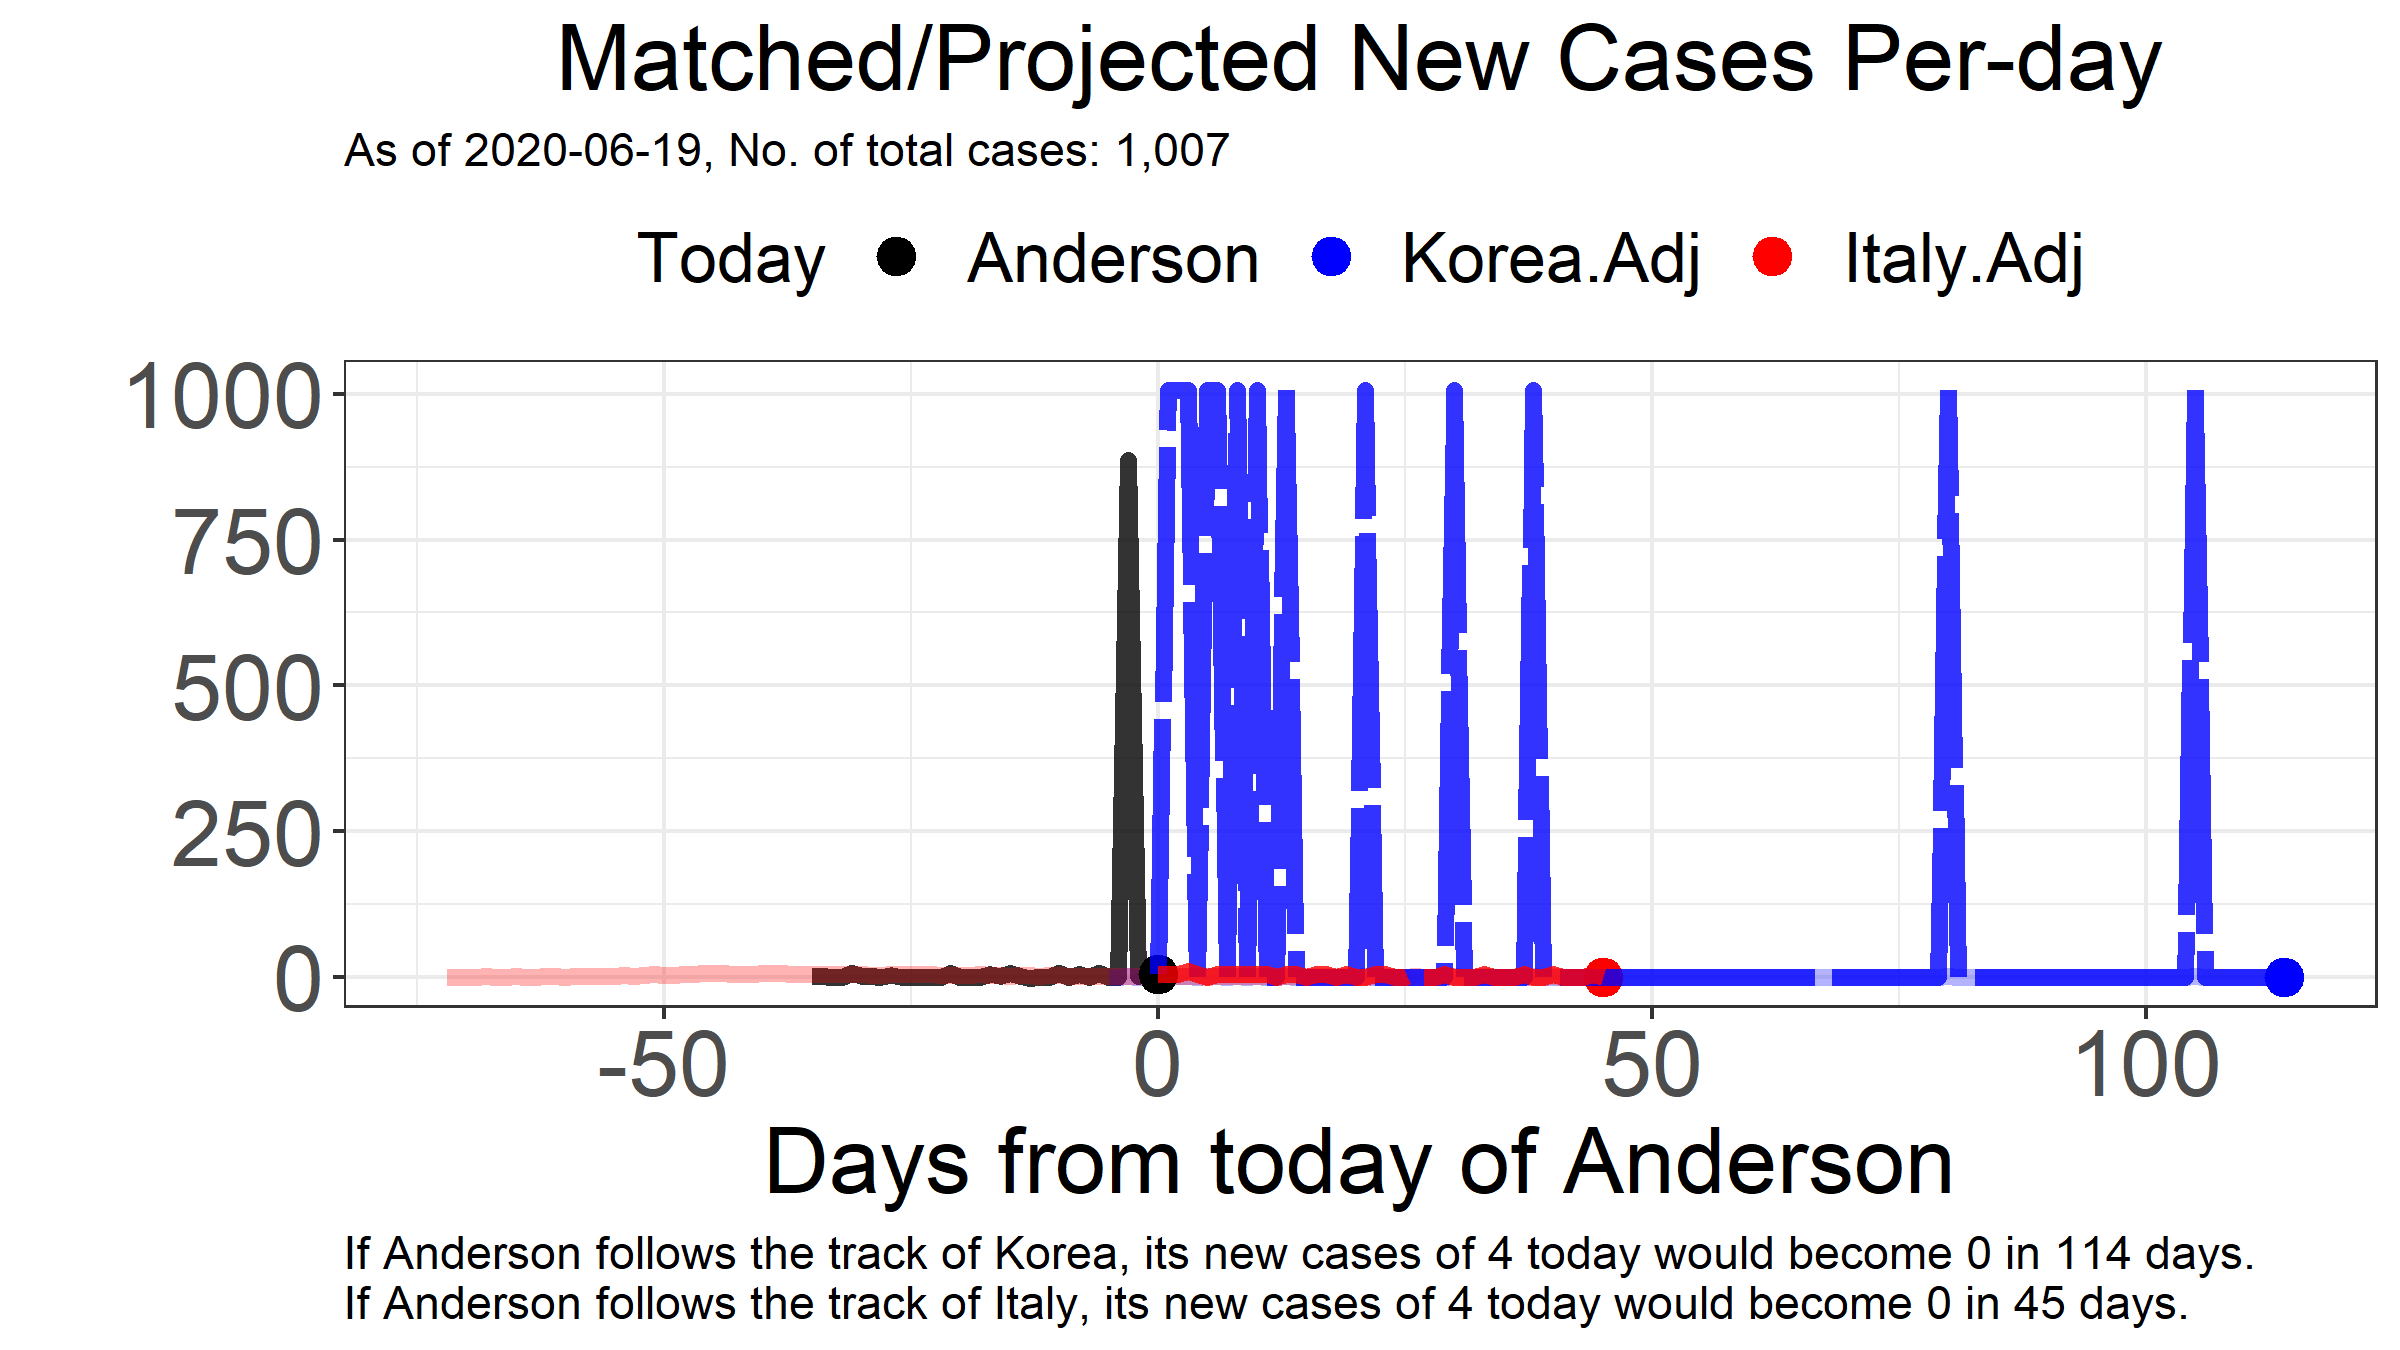 Matched/Projected New Cases Per-day
As of 2020-06-19, No. of total cases: 1,007
Today Anderson Korea.Adj Italy.Adj
1000
750
500
250
0
-50 0 50 100
Days from today of Anderson
If Anderson follows the track of Korea, its new cases of 4 today would become 0 in 114 days.
If Anderson follows the track of Italy, its new cases of 4 today would become 0 in 45 days.